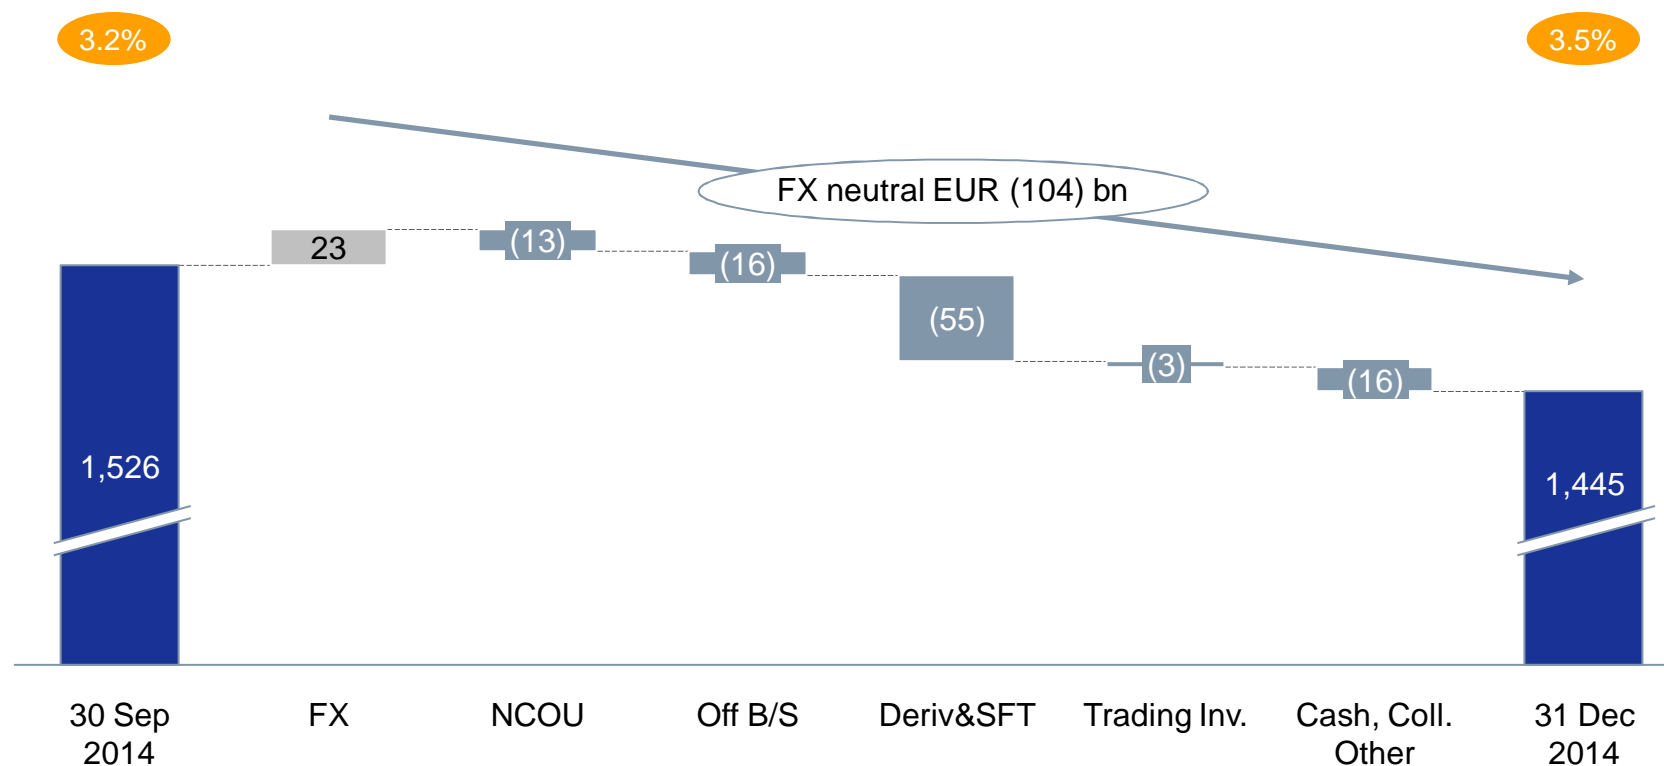 3.2%
3.5%
FX neutral EUR (104) bn
23
(13)
(16)
(55)
(3)
(16)
1,526
1,445
30 Sep
2014
FX
NCOU
Off B/S
Deriv&SFT
Trading Inv.
Cash, Coll.
Other
31 Dec
2014